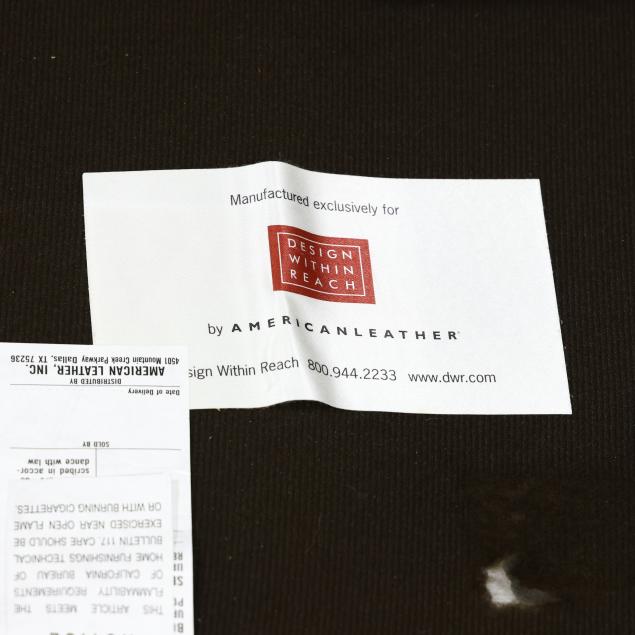 Manufactured exclusively for
DESIGN
WITHIN
REACH
by AMERICANLEATHER®
sign Within Reach 800.944.2233 www.dwr.com
THIS ARTICLE MEETS THE
FLAMMABILITY REQUIREMENTS
OF CALIFORNIA BUREAU OF
HOME FURNISHINGS TECHNICAL
BULLETIN 117. CARE SHOULD BE
EXERCISED NEAR OPEN FLAME
OR WITH BURNING CIGARETTES.
scribed in accor-
dance with law
SOLD BY
Date of Delivery
DISTRIBUTED BY
AMERICAN LEATHER, INC.
4501 Mountain Creek Parkway Dallas, TX 75236